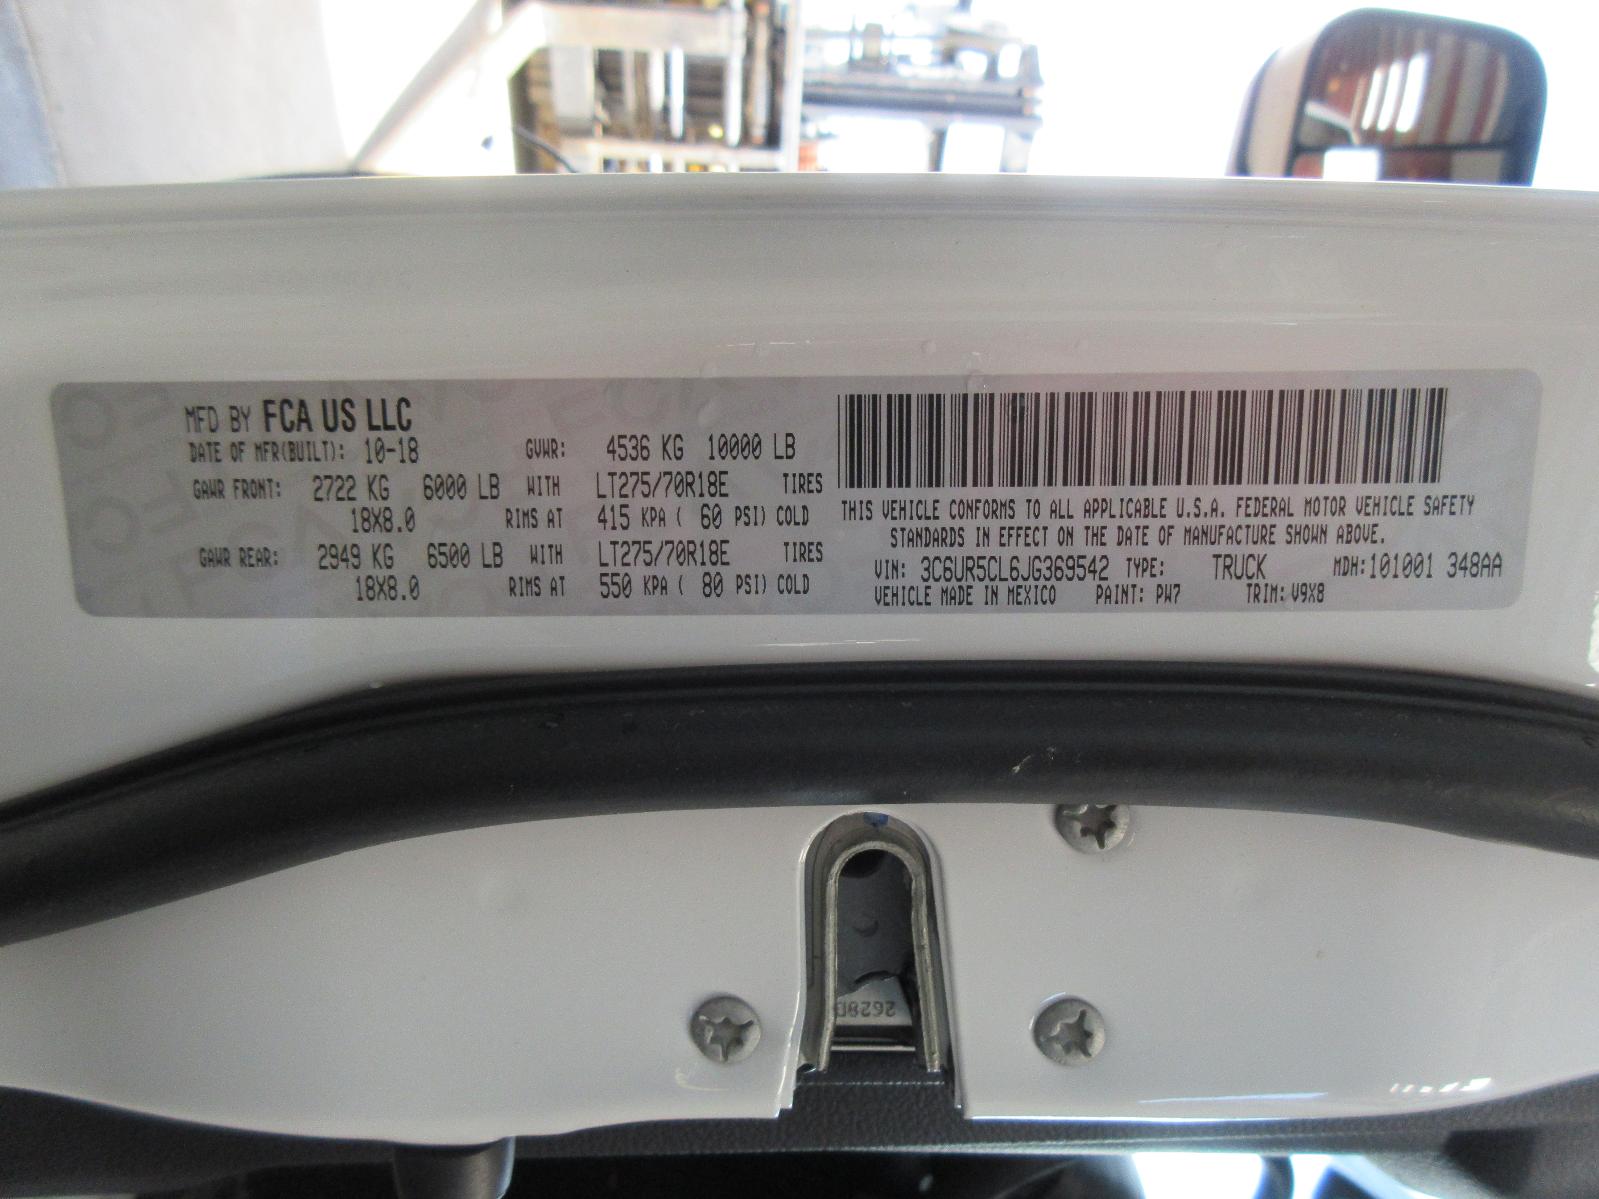 MFD BY FCA US LLC
DATE OF MFR(BUILT): 10-18 GVWR: 4536 KG 10000 LB
GAWR FRONT: 2722 KG 6000 LB WITH LT275/70R18E TIRES
18X8.0 RIMS AT 415 KPA ( 60 PSI) COLD
GAWR REAR: 2949 KG 6500 LB WITH LT275/70R18E TIRES
18X8.0 RIMS AT 550 KPA ( 80 PSI) COLD
THIS VEHICLE CONFORMS TO ALL APPLICABLE U.S.A. FEDERAL MOTOR VEHICLE SAFETY
STANDARDS IN EFFECT ON THE DATE OF MANUFACTURE SHOWN ABOVE.
VIN: 3C6UR5CL6JG369542 TYPE: TRUCK MDH:101001 348AA
VEHICLE MADE IN MEXICO PAINT: PW7 TRIM: V9X8